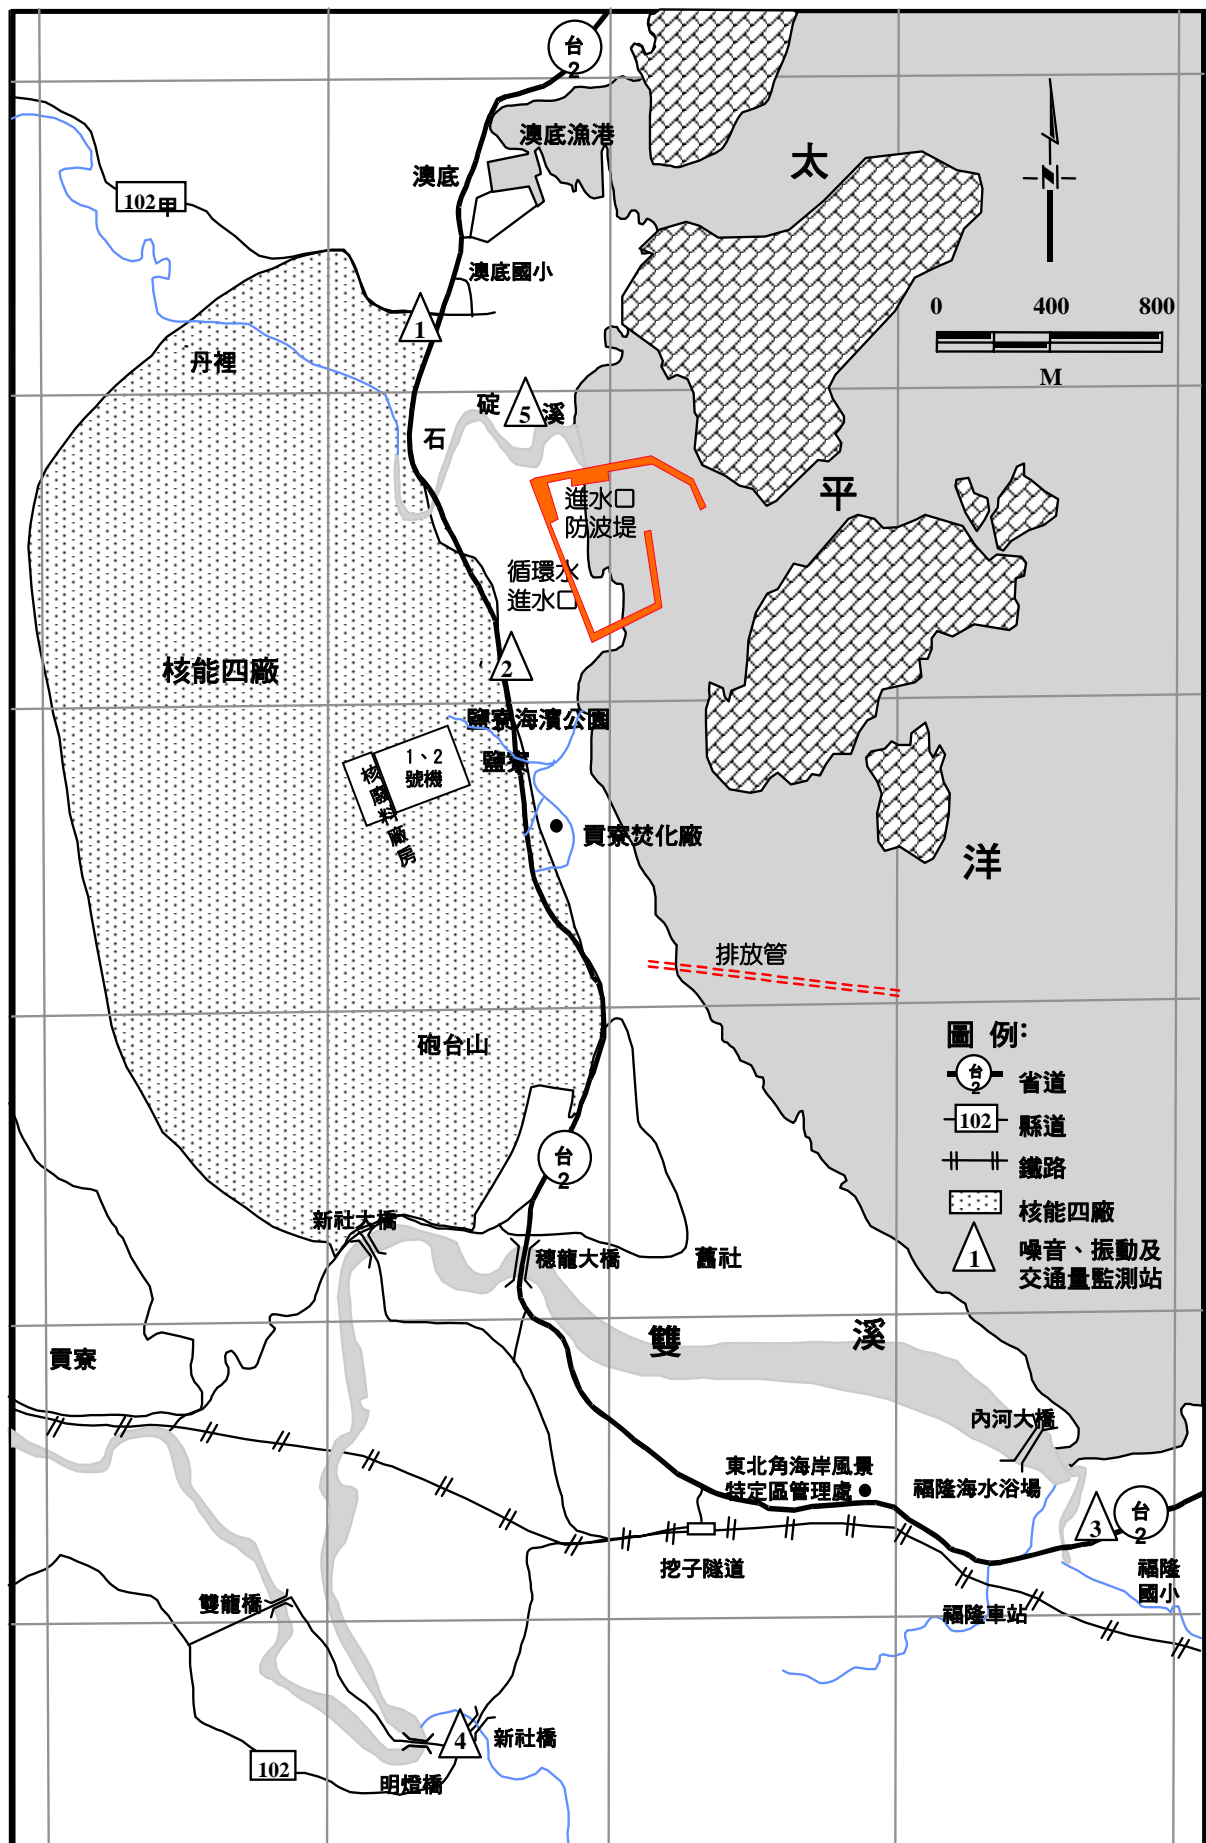 台
2
澳底漁港
太
澳底
102甲
澳底國小
0 400 800
M
1
丹裡
碇
5
溪
石
平
進水口
防波堤
循環水
進水口
2
核能四廠
鹽寮海濱公園
鹽寮
1、2
號機
核廢料廠房
貢寮焚化廠
洋
排放管
砲台山
圖 例:
台
2
省道
102
縣道
鐵路
核能四廠
1
噪音、振動及
交通量監測站
台
2
新社大橋
穗龍大橋
舊社
雙
溪
貢寮
內河大橋
東北角海岸風景
特定區管理處
福隆海水浴場
3
台
2
挖子隧道
福隆
國小
雙龍橋
福隆車站
4
新社橋
102
明燈橋